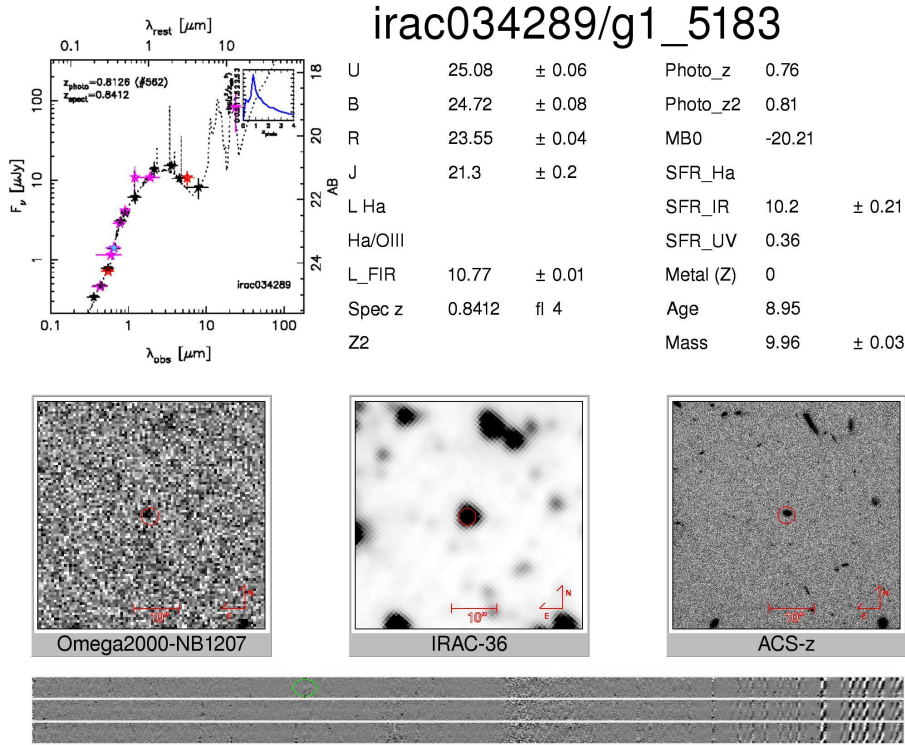 irac034289/g1_5183
λrest [μm]
0.1 1 10
zphoto=0.8126 (#562)
zspect=0.8412
0 1 2 3 4
100
10
1
Fν [μJy]
18
20
22
24
AB
irac034289
0.1 1 10 100
λobs [μm]
U 25.08 ± 0.06
B 24.72 ± 0.08
R 23.55 ± 0.04
J 21.3 ± 0.2
L Ha
Ha/OIII
L_FIR 10.77 ± 0.01
Spec z 0.8412 fl 4
Z2
Photo_z 0.76
Photo_z2 0.81
MB0 -20.21
SFR_Ha
SFR_IR 10.2 ± 0.21
SFR_UV 0.36
Metal (Z) 0
Age 8.95
Mass 9.96 ± 0.03
10" E N
Omega2000-NB1207
10" E N
IRAC-36
10" E N
ACS-z